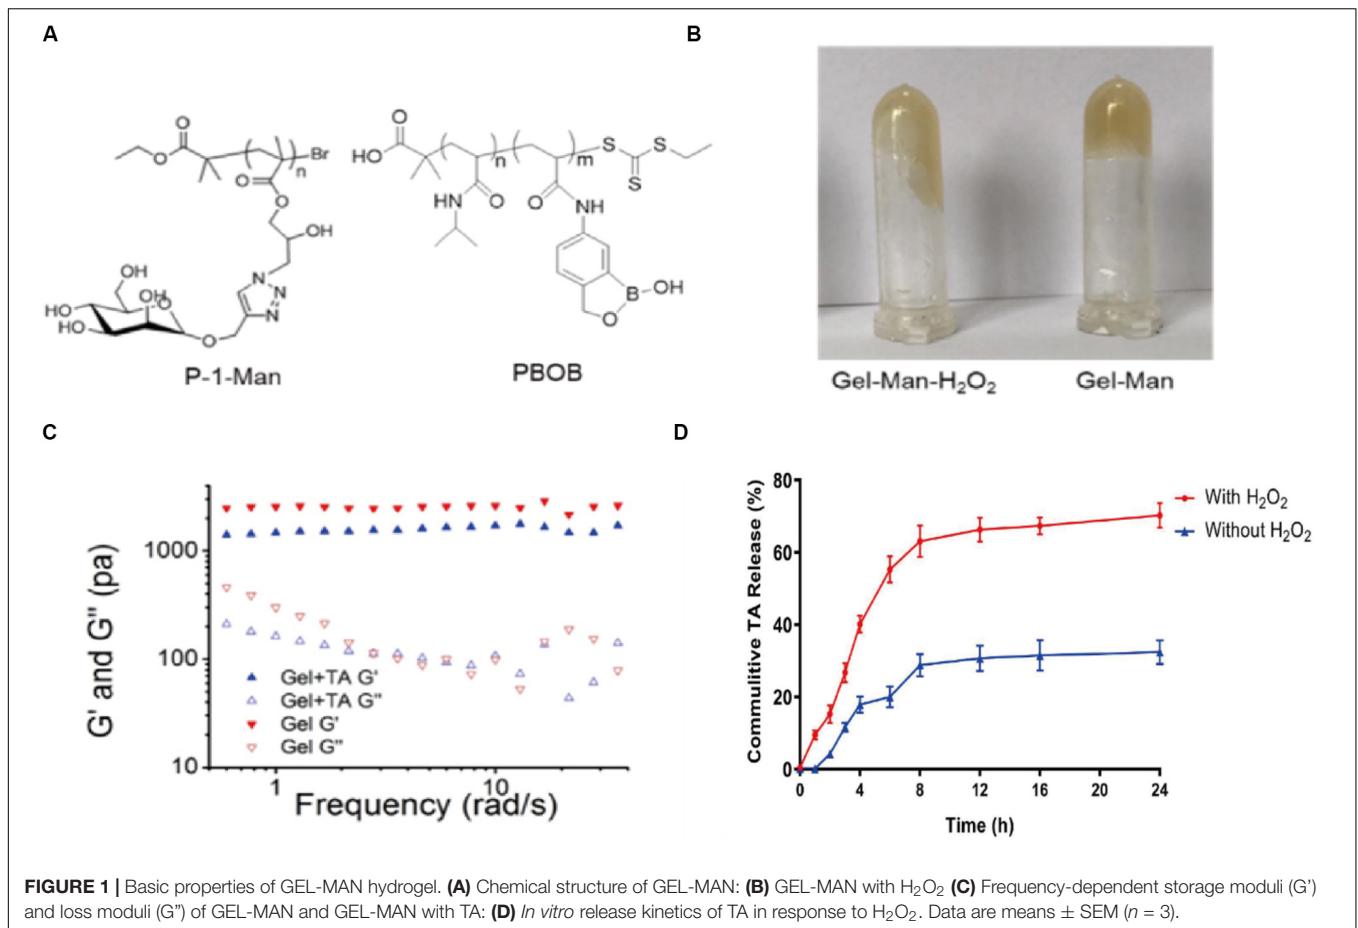 A
B
O
O
Br
n
O
O
OH
N
N
N
OH
HO
HO
OH
O
O
P-1-Man
O
HO
n
m
S
S
S
HN
O
O
NH
B
OH
O
PBOB
Gel-Man-H₂O₂
Gel-Man
C
D
G' and G" (pa)
1000
100
10
Gel+TA G'
Gel+TA G"
Gel G'
Gel G"
1
10
Frequency (rad/s)
Commulitive TA Release (%)
80
60
40
20
0
With H₂O₂
Without H₂O₂
0
4
8
12
16
20
24
Time (h)
FIGURE 1 | Basic properties of GEL-MAN hydrogel. (A) Chemical structure of GEL-MAN: (B) GEL-MAN with H₂O₂ (C) Frequency-dependent storage moduli (G’)
and loss moduli (G”) of GEL-MAN and GEL-MAN with TA: (D) In vitro release kinetics of TA in response to H₂O₂. Data are means ± SEM (n = 3).